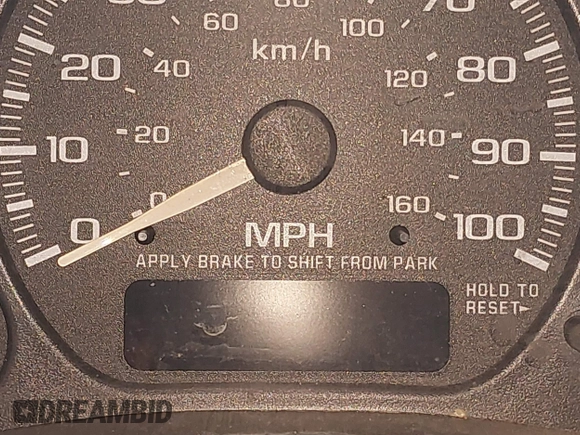 60 80 100 70
km/h
20 40 120 80
10 20 140 90
0 0 160 100
MPH
APPLY BRAKE TO SHIFT FROM PARK
HOLD TO
RESET
DREAMBID